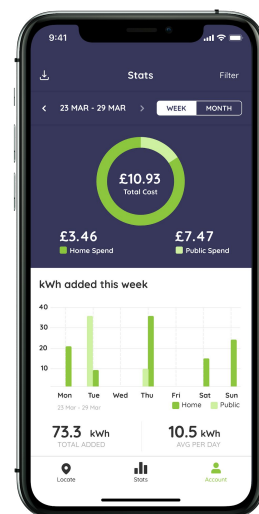 9:41
Stats
Filter
23 MAR - 29 MAR
WEEK
MONTH
£10.93
Total Cost
£3.46
£7.47
Home Spend
Public Spend
kWh added this week
40
30
20
10
Mon Tue Wed Thu Fri Sat Sun
23 Mar - 29 Mar
Home
Public
73.3 kWh
10.5 kWh
TOTAL ADDED
AVG PER DAY
Locate
Stats
Account